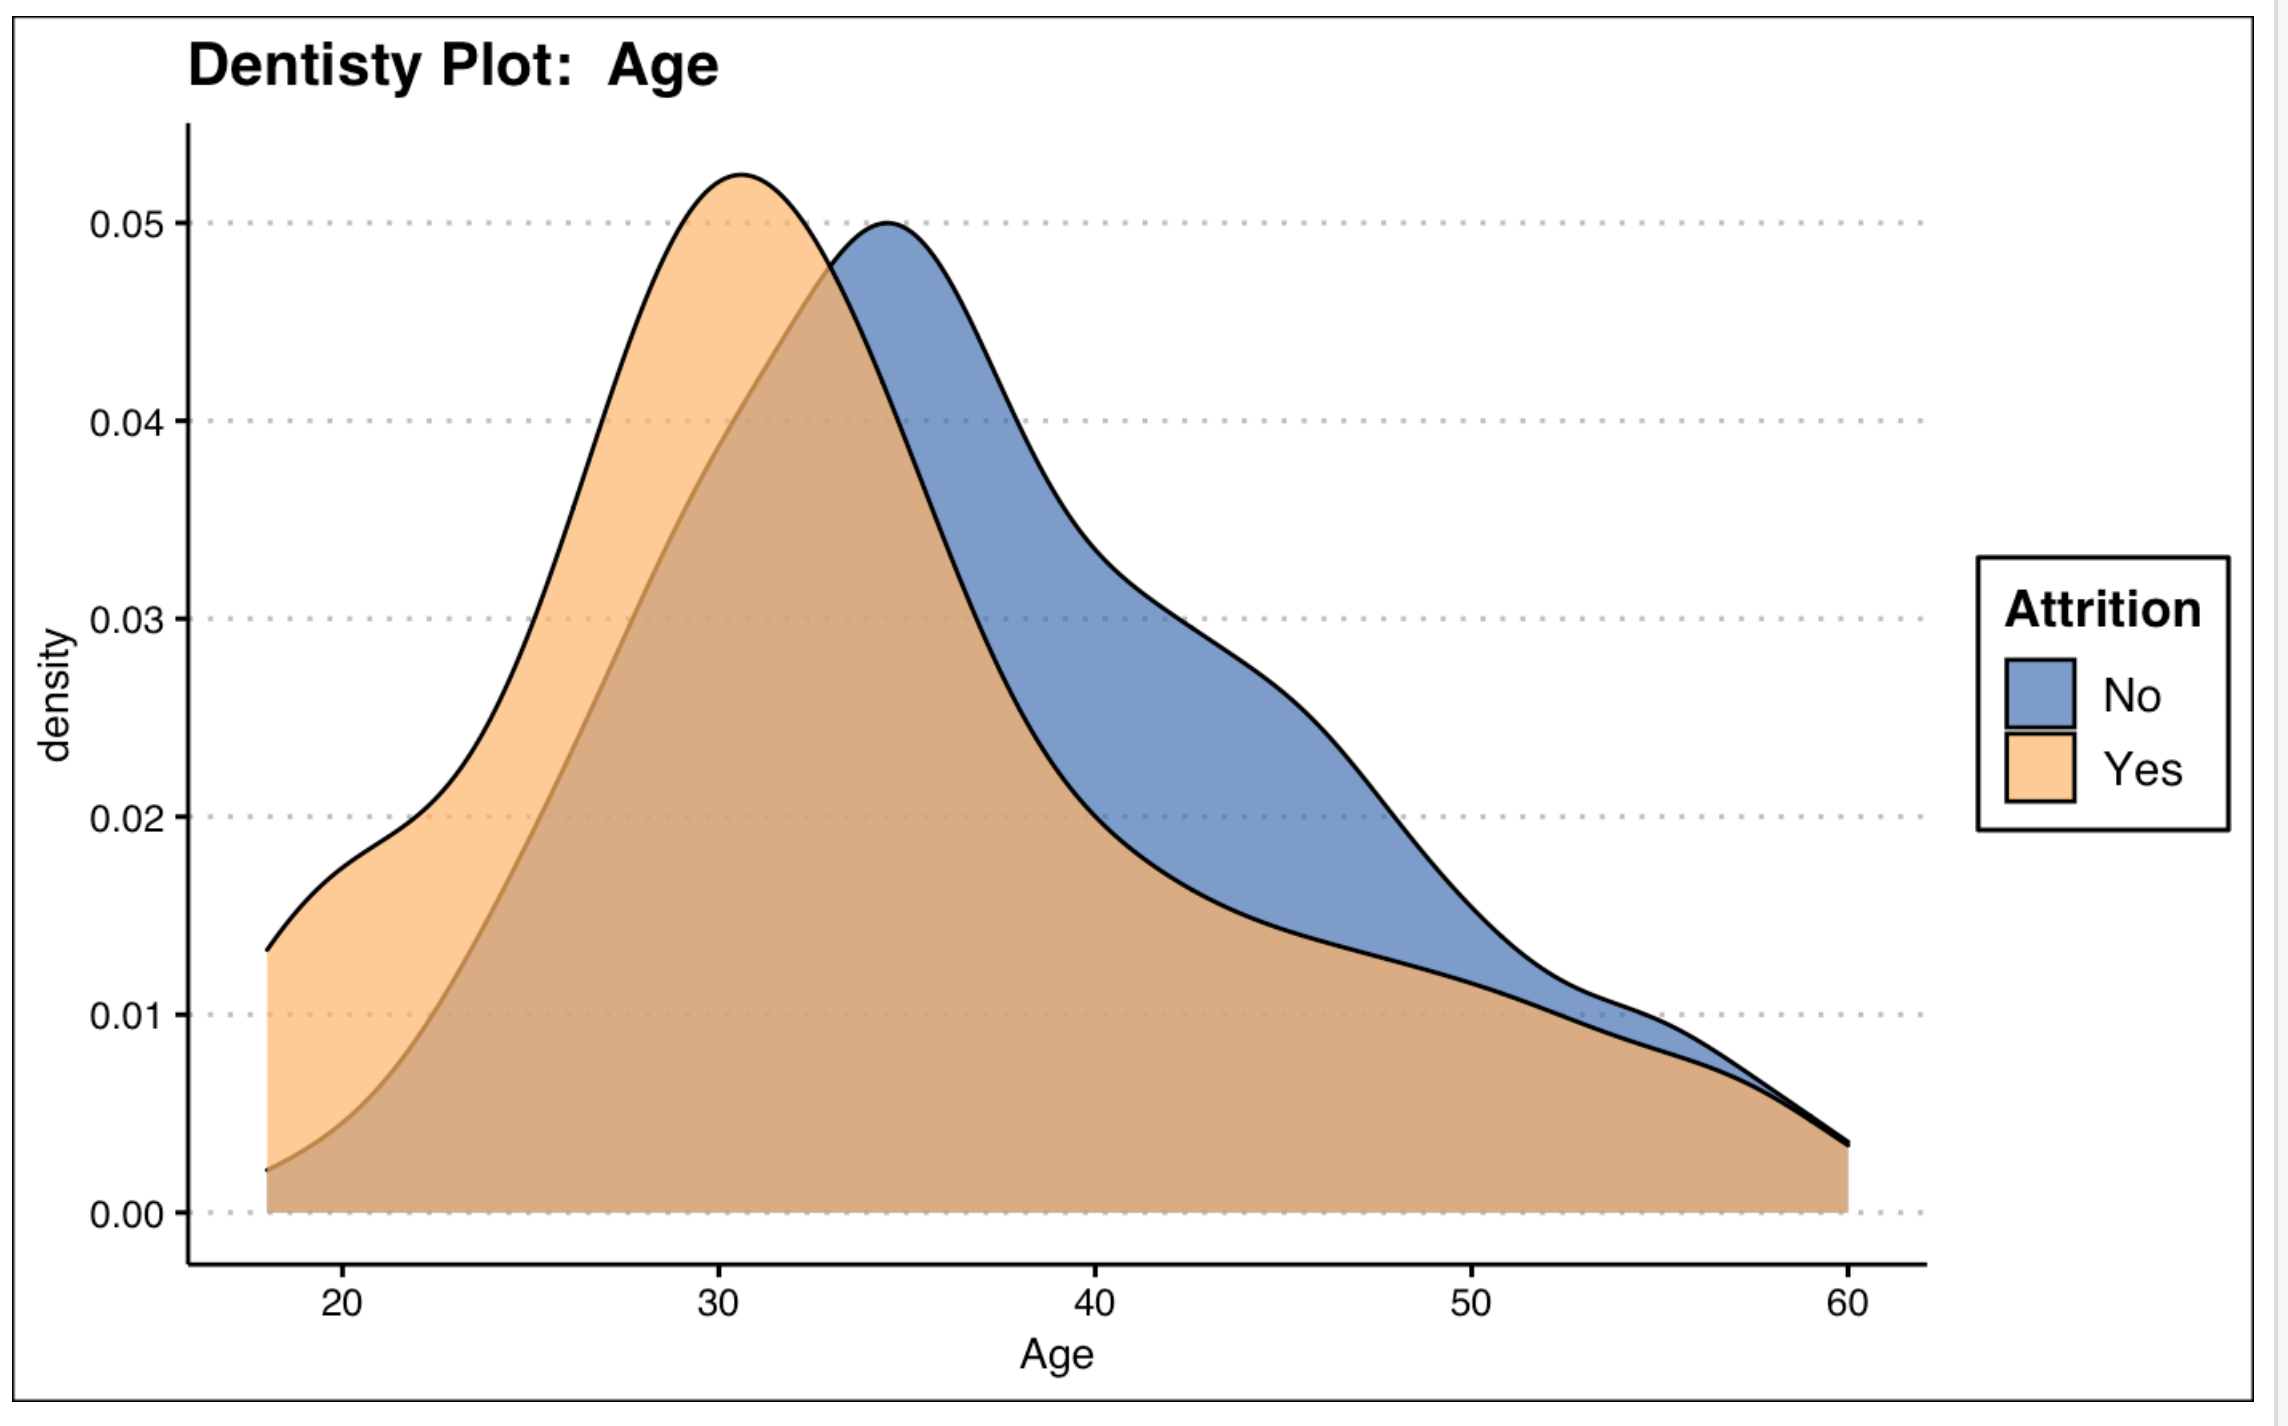 Dentisty Plot:  Age
0.05
0.04
0.03
0.02
0.01
0.00
density
20 30 40 50 60
Age
Attrition
No
Yes